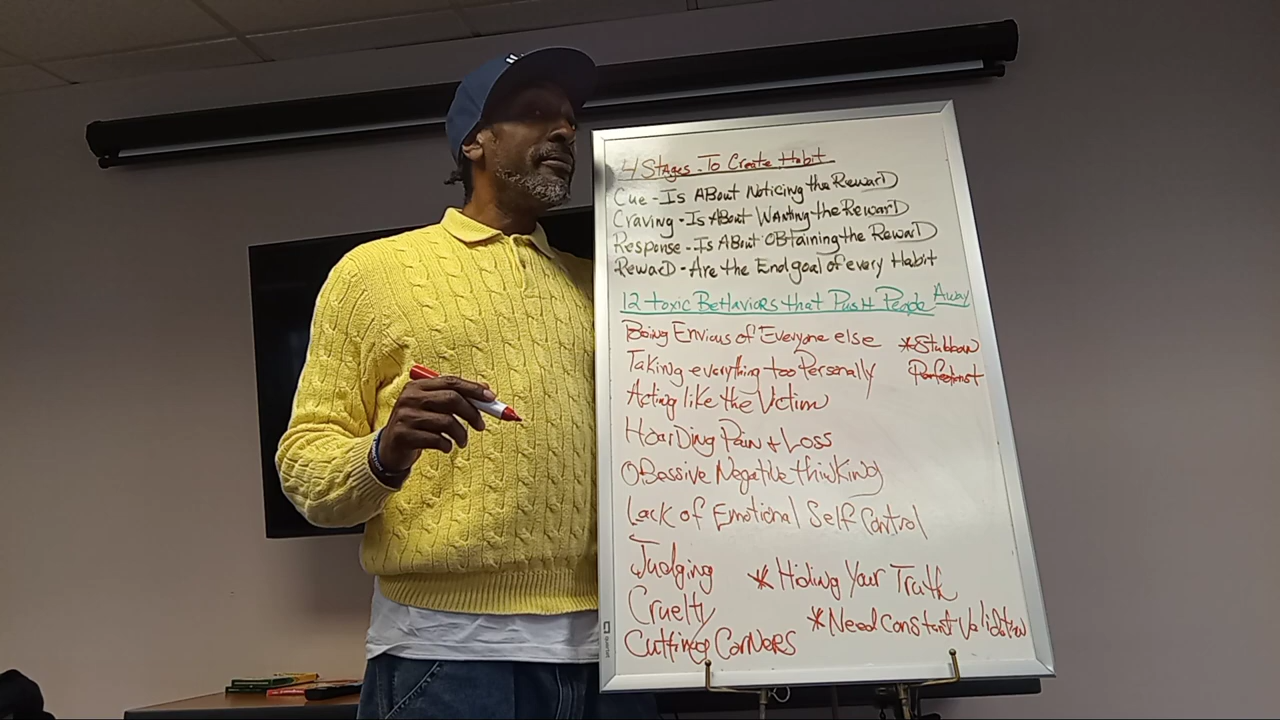 4 Stages - To Create Habit
Cue - Is About Noticing the Reward
Craving - Is About Wanting the Reward
Response - Is About Obtaining the Reward
Reward - Are the End goal of every Habit
12 toxic Behaviors that Push People Away
Being Envious of Everyone else
*Stubborn
Taking everything too Personally
Perfectionist
Acting like the Victim
Hoarding Pain + Loss
Obsessive Negative thinking
Lack of Emotional Self Control
Judging
*Hiding Your Truth
Cruelty
*Need constant Validation
Cutting Corners